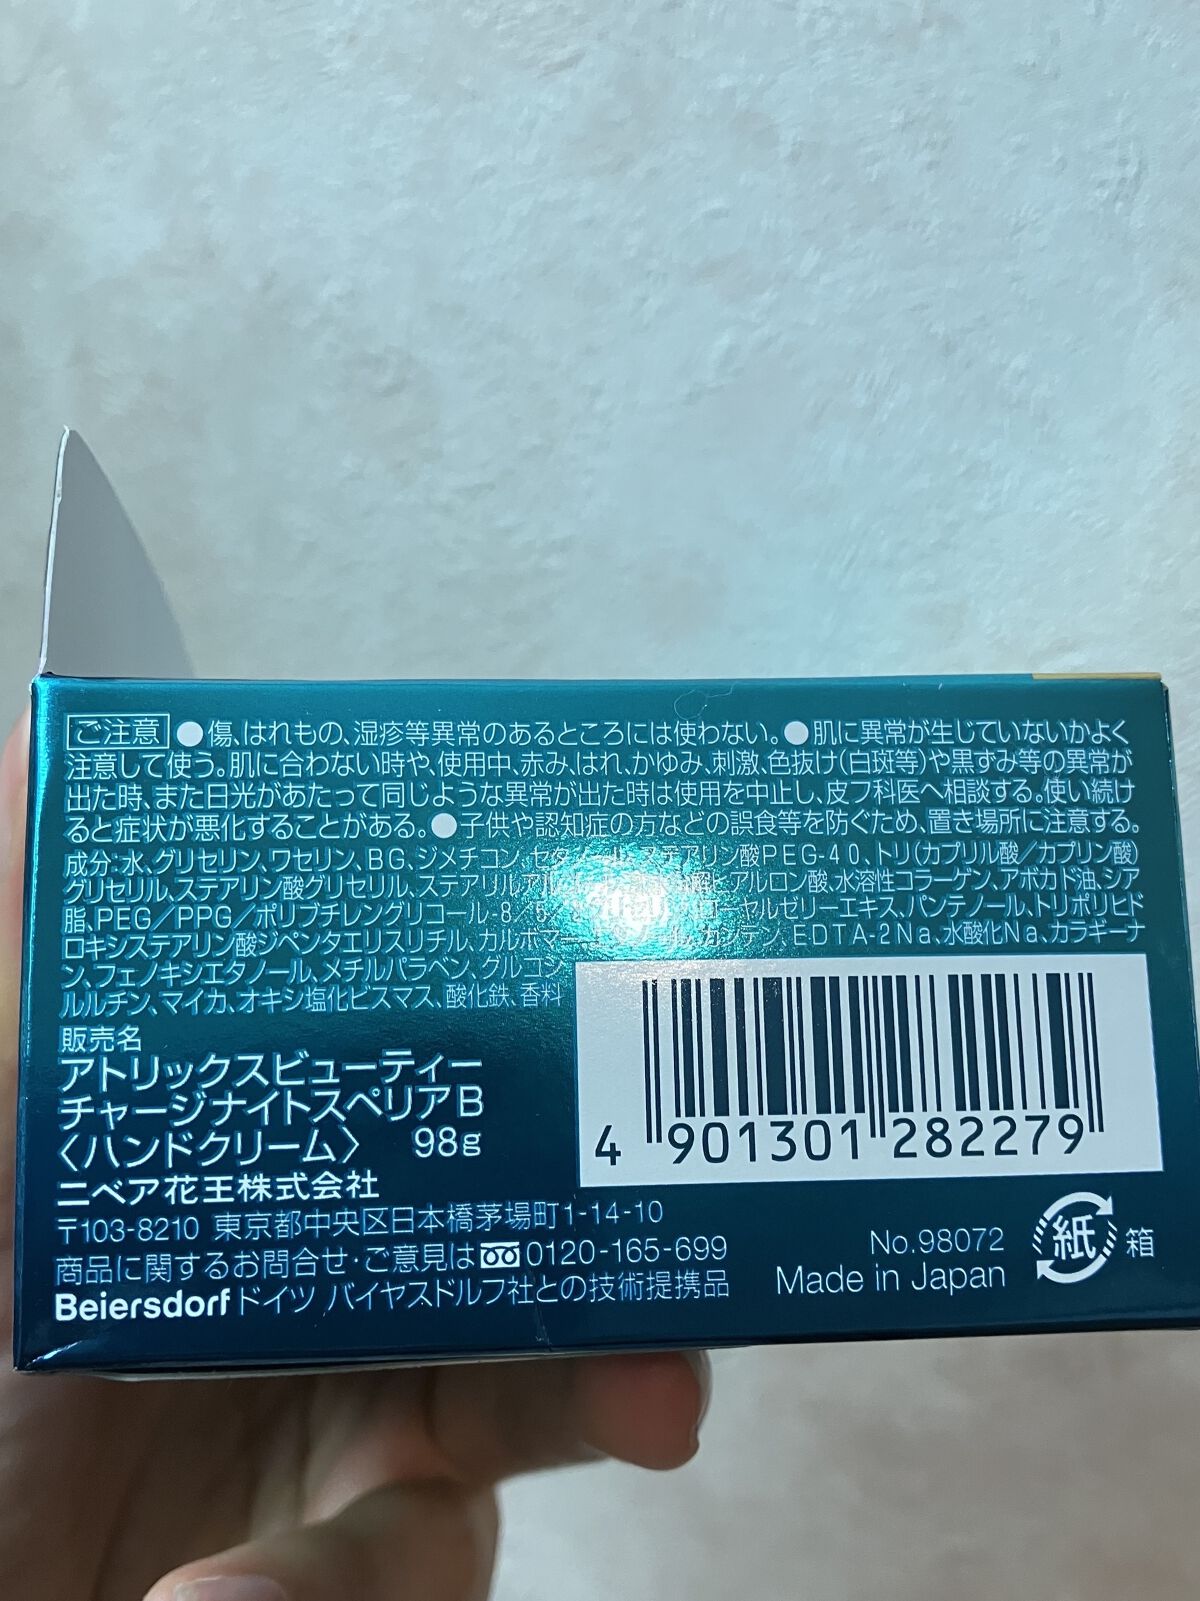 ご注意 ●傷、はれもの、湿疹等異常のあるところには使わない。●肌に異常が生じていないかよく
注意して使う。肌に合わない時や、使用中、赤み、はれ、かゆみ、刺激、色抜け(白斑等)や黒ずみ等の異常が
出た時、また日光があたって同じような異常が出た時は使用を中止し、皮フ科医へ相談する。使い続け
ると症状が悪化することがある。●子供や認知症の方などの誤食等を防ぐため、置き場所に注意する。
成分:水、グリセリン、ワセリン、BG、ジメチコン、セタノール、ステアリン酸PEG-40、トリ(カプリル酸/カプリン酸)
グリセリル、ステアリン酸グリセリル、ステアリルアルコール、ヒアルロン酸、水溶性コラーゲン、アボカド油、シア
脂、PEG/PPG/ポリブチレングリコール-8/5/ローヤルゼリーエキス、パンテノール、トリポリヒド
ロキシステアリン酸ジペンタエリスリチル、カルボマー、EDTA-2Na、水酸化Na、カラギーナ
ン、フェノキシエタノール、メチルパラベン、グルコシ
ルルチン、マイカ、オキシ塩化ビスマス、酸化鉄、香料
販売名
アトリックスビューティー
チャージナイトスペリアB
〈ハンドクリーム〉 98g
ニベア花王株式会社
〒103-8210 東京都中央区日本橋茅場町1-14-10
商品に関するお問合せ・ご意見は 0120-165-699
Beiersdorf ドイツ バイヤスドルフ社との技術提携品
4 901301 282279
No.98072
Made in Japan
紙 箱